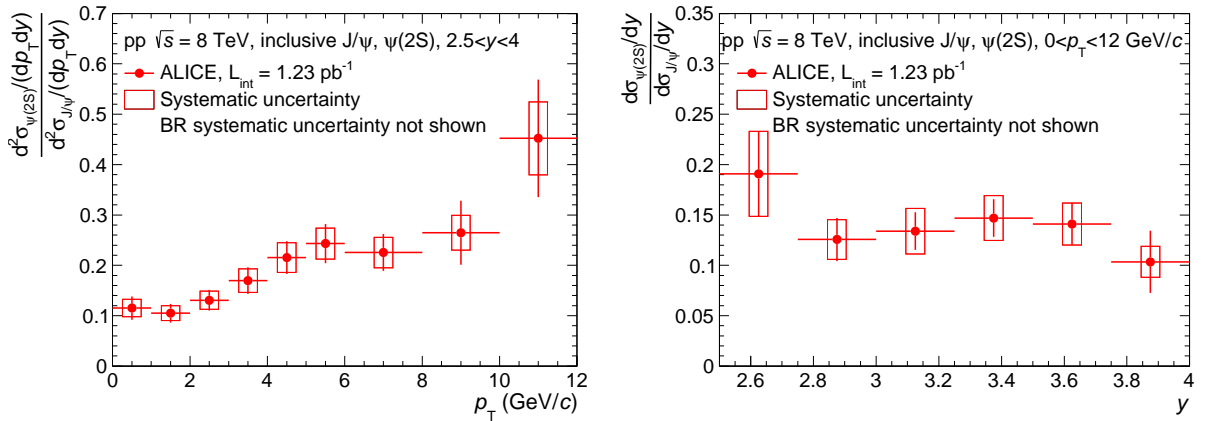 d²σψ(2S)/(dpTdy)
d²σJ/ψ/(dpTdy)
0.7
0.6
0.5
0.4
0.3
0.2
0.1
0
pp √s = 8 TeV, inclusive J/ψ, ψ(2S), 2.5<y<4
ALICE, Lint = 1.23 pb⁻¹
Systematic uncertainty
BR systematic uncertainty not shown
0 2 4 6 8 10 12
pT (GeV/c)
dσψ(2S)/dy
dσJ/ψ/dy
0.35
0.3
0.25
0.2
0.15
0.1
0.05
0
pp √s = 8 TeV, inclusive J/ψ, ψ(2S), 0<pT<12 GeV/c
ALICE, Lint = 1.23 pb⁻¹
Systematic uncertainty
BR systematic uncertainty not shown
2.6 2.8 3 3.2 3.4 3.6 3.8 4
y